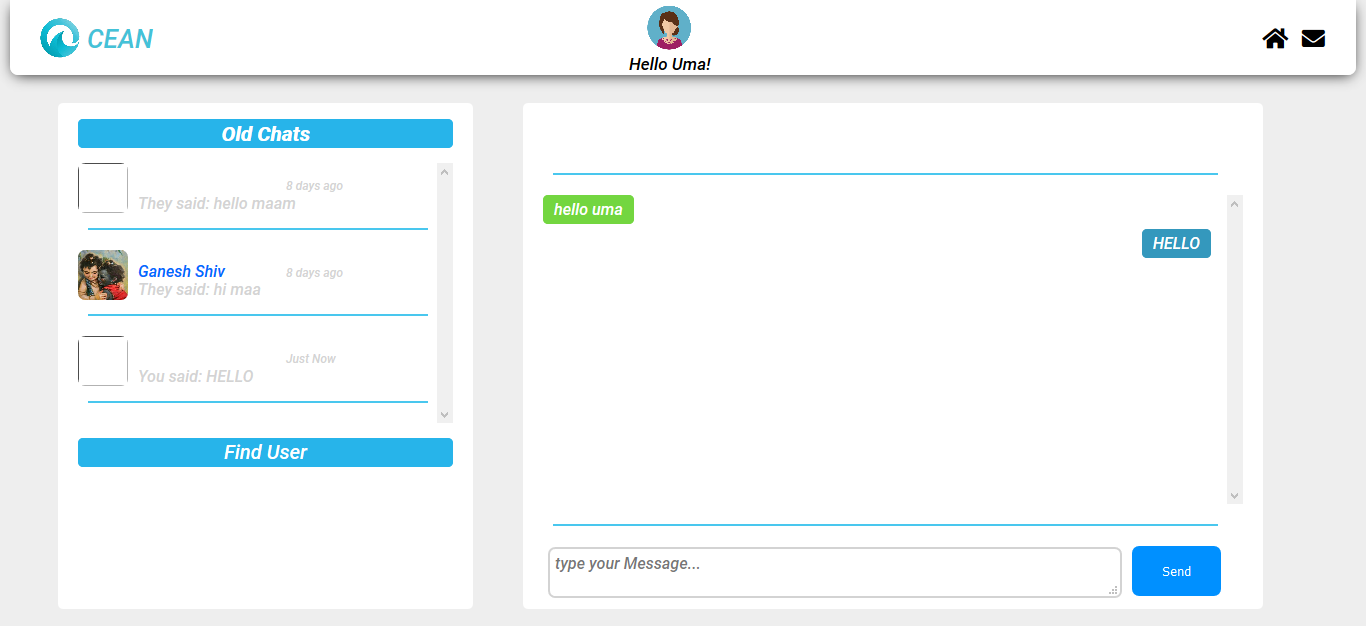 CEAN
Hello Uma!
Old Chats
8 days ago
They said: hello maam
Ganesh Shiv
8 days ago
They said: hi maa
Just Now
You said: HELLO
Find User
hello uma
HELLO
type your Message...
Send